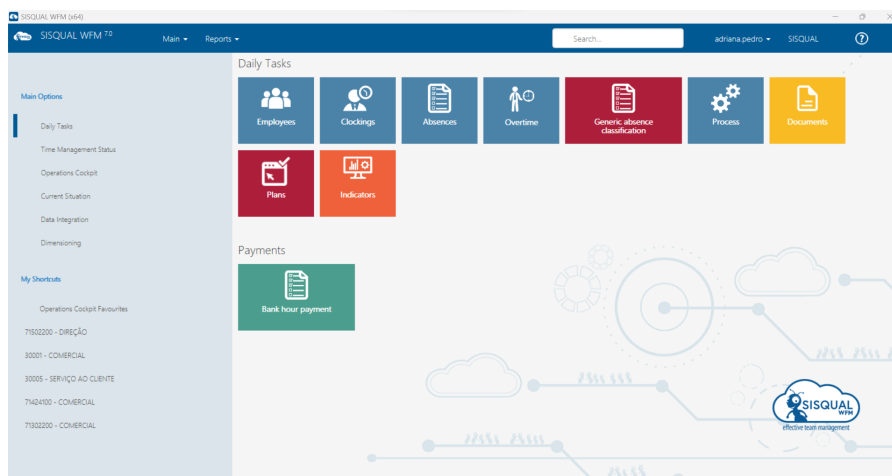 SISQUAL WFM (x64)
SISQUAL WFM 7.0
Main
Reports
Search...
adriana.pedro
SISQUAL
?
Main Options
Daily Tasks
Time Management Status
Operations Cockpit
Current Situation
Data Integration
Dimensioning
My Shortcuts
Operations Cockpit Favourites
71502200 - DIREÇÃO
30001 - COMERCIAL
30005 - SERVIÇO AO CLIENTE
71424100 - COMERCIAL
71302200 - COMERCIAL
Daily Tasks
Employees
Clockings
Absences
Overtime
Generic absence
classification
Process
Documents
Plans
Indicators
Payments
Bank hour payment
SISQUAL
WFM
effective team management